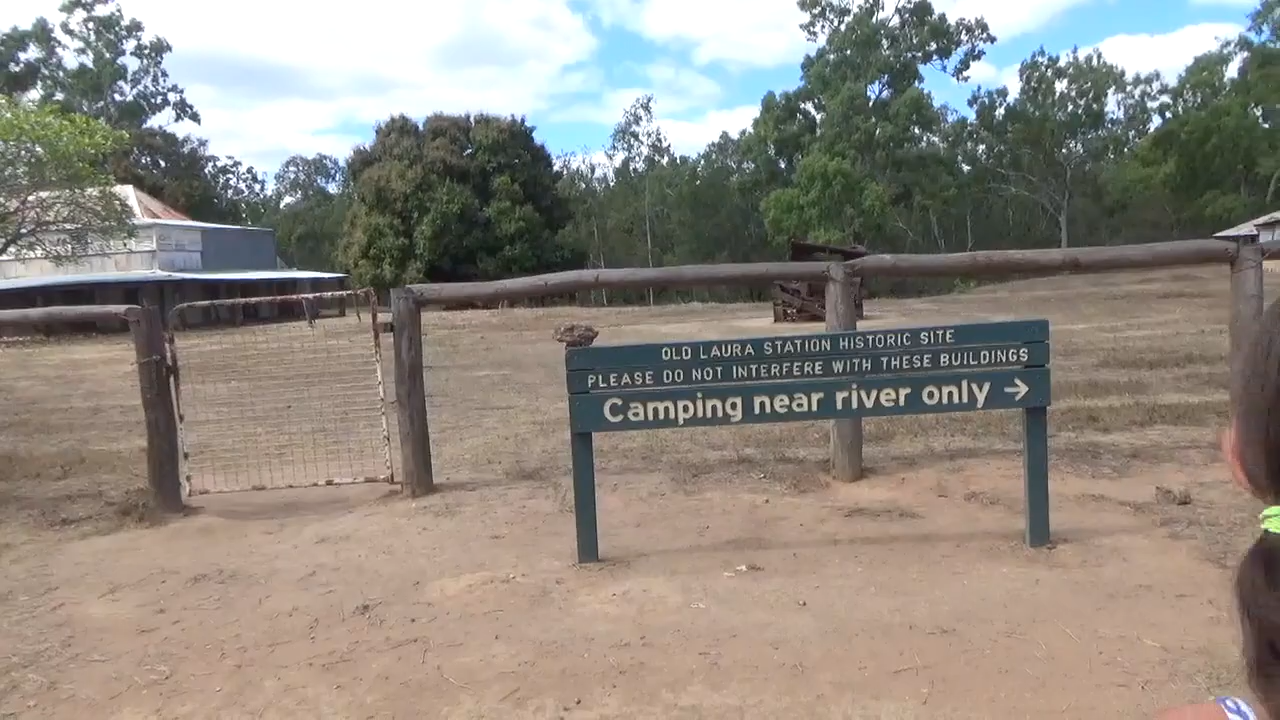 OLD LAURA STATION HISTORIC SITE
PLEASE DO NOT INTERFERE WITH THESE BUILDINGS
Camping near river only →